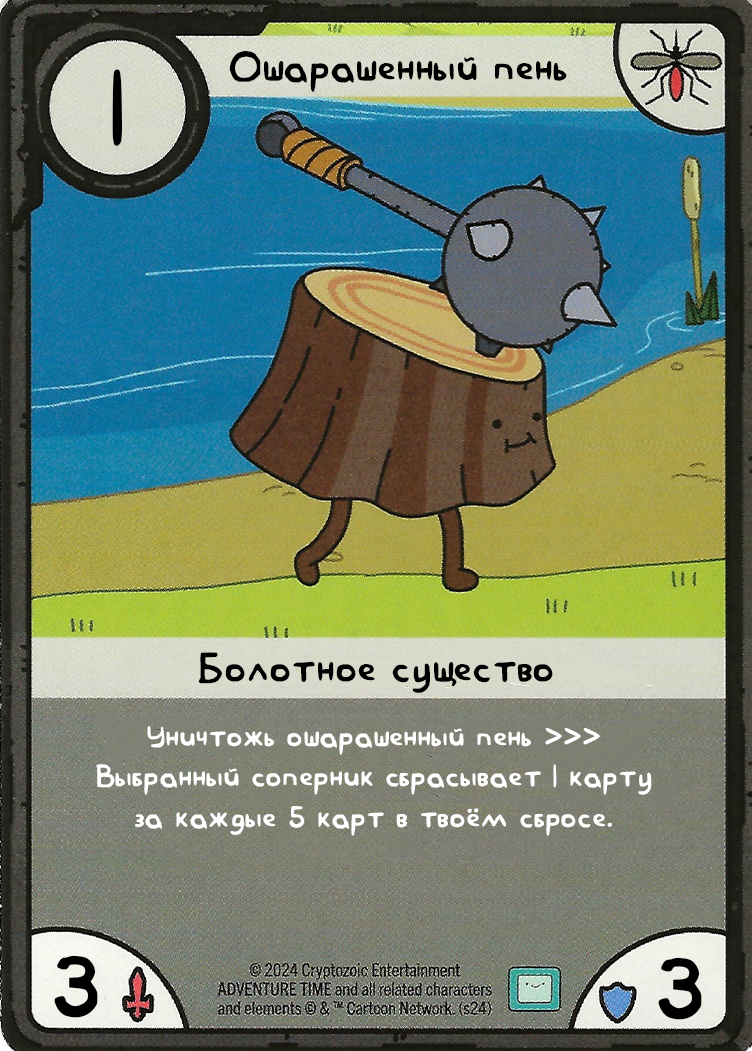 1
Ошарашенный пень
Болотное существо
Уничтожь ошарашенный пень >>>
Выбранный соперник сбрасывает 1 карту
за каждые 5 карт в твоём сбросе.
3
© 2024 Cryptozoic Entertainment
ADVENTURE TIME and all related characters
and elements © & ™ Cartoon Network. (s24)
3